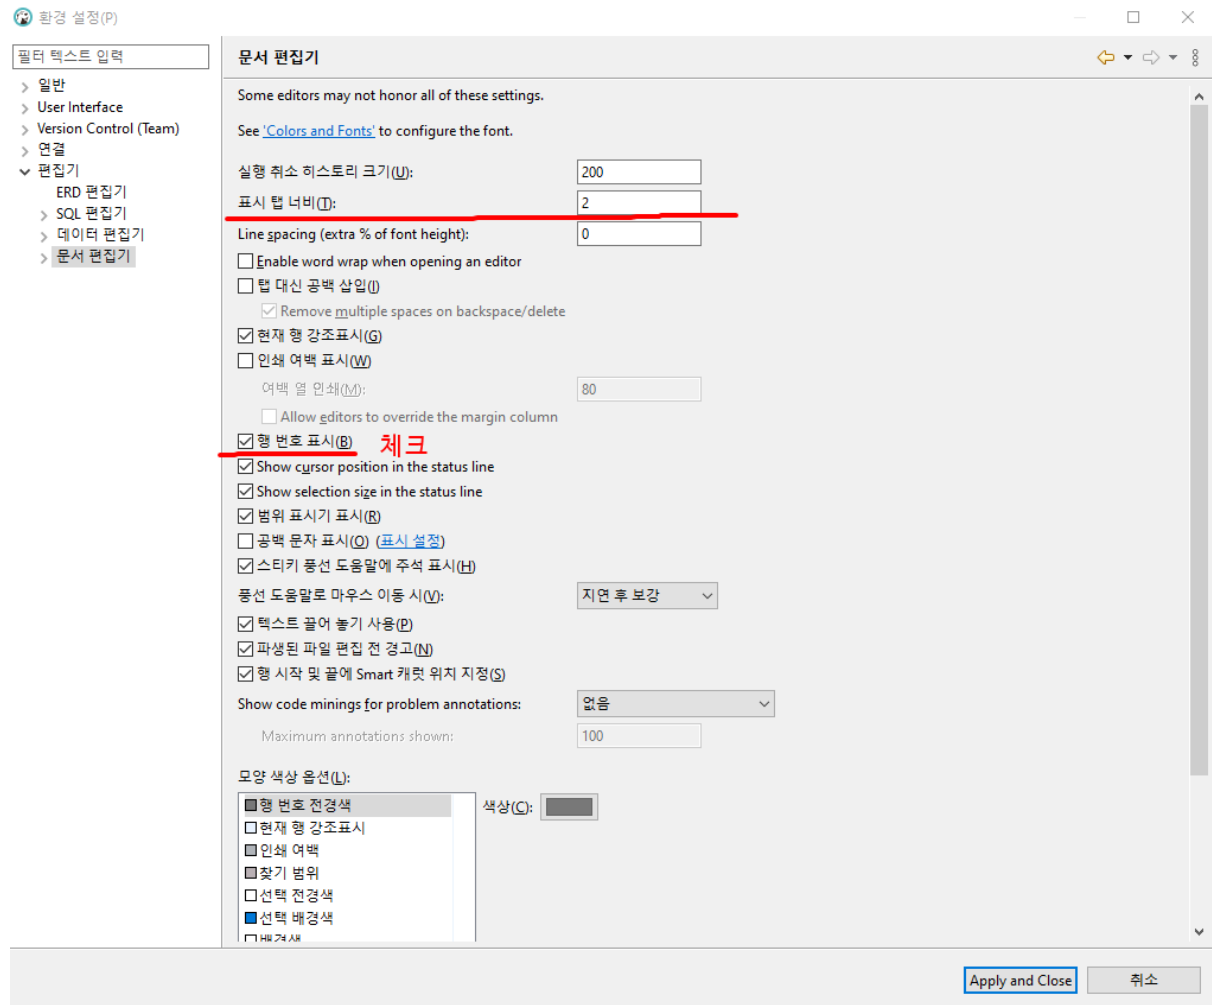 환경 설정(P)
필터 텍스트 입력
일반
User Interface
Version Control (Team)
연결
편집기
ERD 편집기
SQL 편집기
데이터 편집기
문서 편집기
문서 편집기
Some editors may not honor all of these settings.
See 'Colors and Fonts' to configure the font.
실행 취소 히스토리 크기(U): 200
표시 탭 너비(T): 2
Line spacing (extra % of font height): 0
Enable word wrap when opening an editor
탭 대신 공백 삽입(I)
Remove multiple spaces on backspace/delete
현재 행 강조표시(G)
인쇄 여백 표시(W)
여백 열 인쇄(M): 80
Allow editors to override the margin column
행 번호 표시(B) 체크
Show cursor position in the status line
Show selection size in the status line
범위 표시기 표시(R)
공백 문자 표시(O) (표시 설정)
스티키 풍선 도움말에 주석 표시(H)
풍선 도움말로 마우스 이동 시(V): 지연 후 보강
텍스트 끌어 놓기 사용(P)
파생된 파일 편집 전 경고(N)
행 시작 및 끝에 Smart 캐럿 위치 지정(S)
Show code minings for problem annotations: 없음
Maximum annotations shown: 100
모양 색상 옵션(L):
행 번호 전경색 색상(C):
현재 행 강조표시
인쇄 여백
찾기 범위
선택 전경색
선택 배경색
배경색
Apply and Close 취소